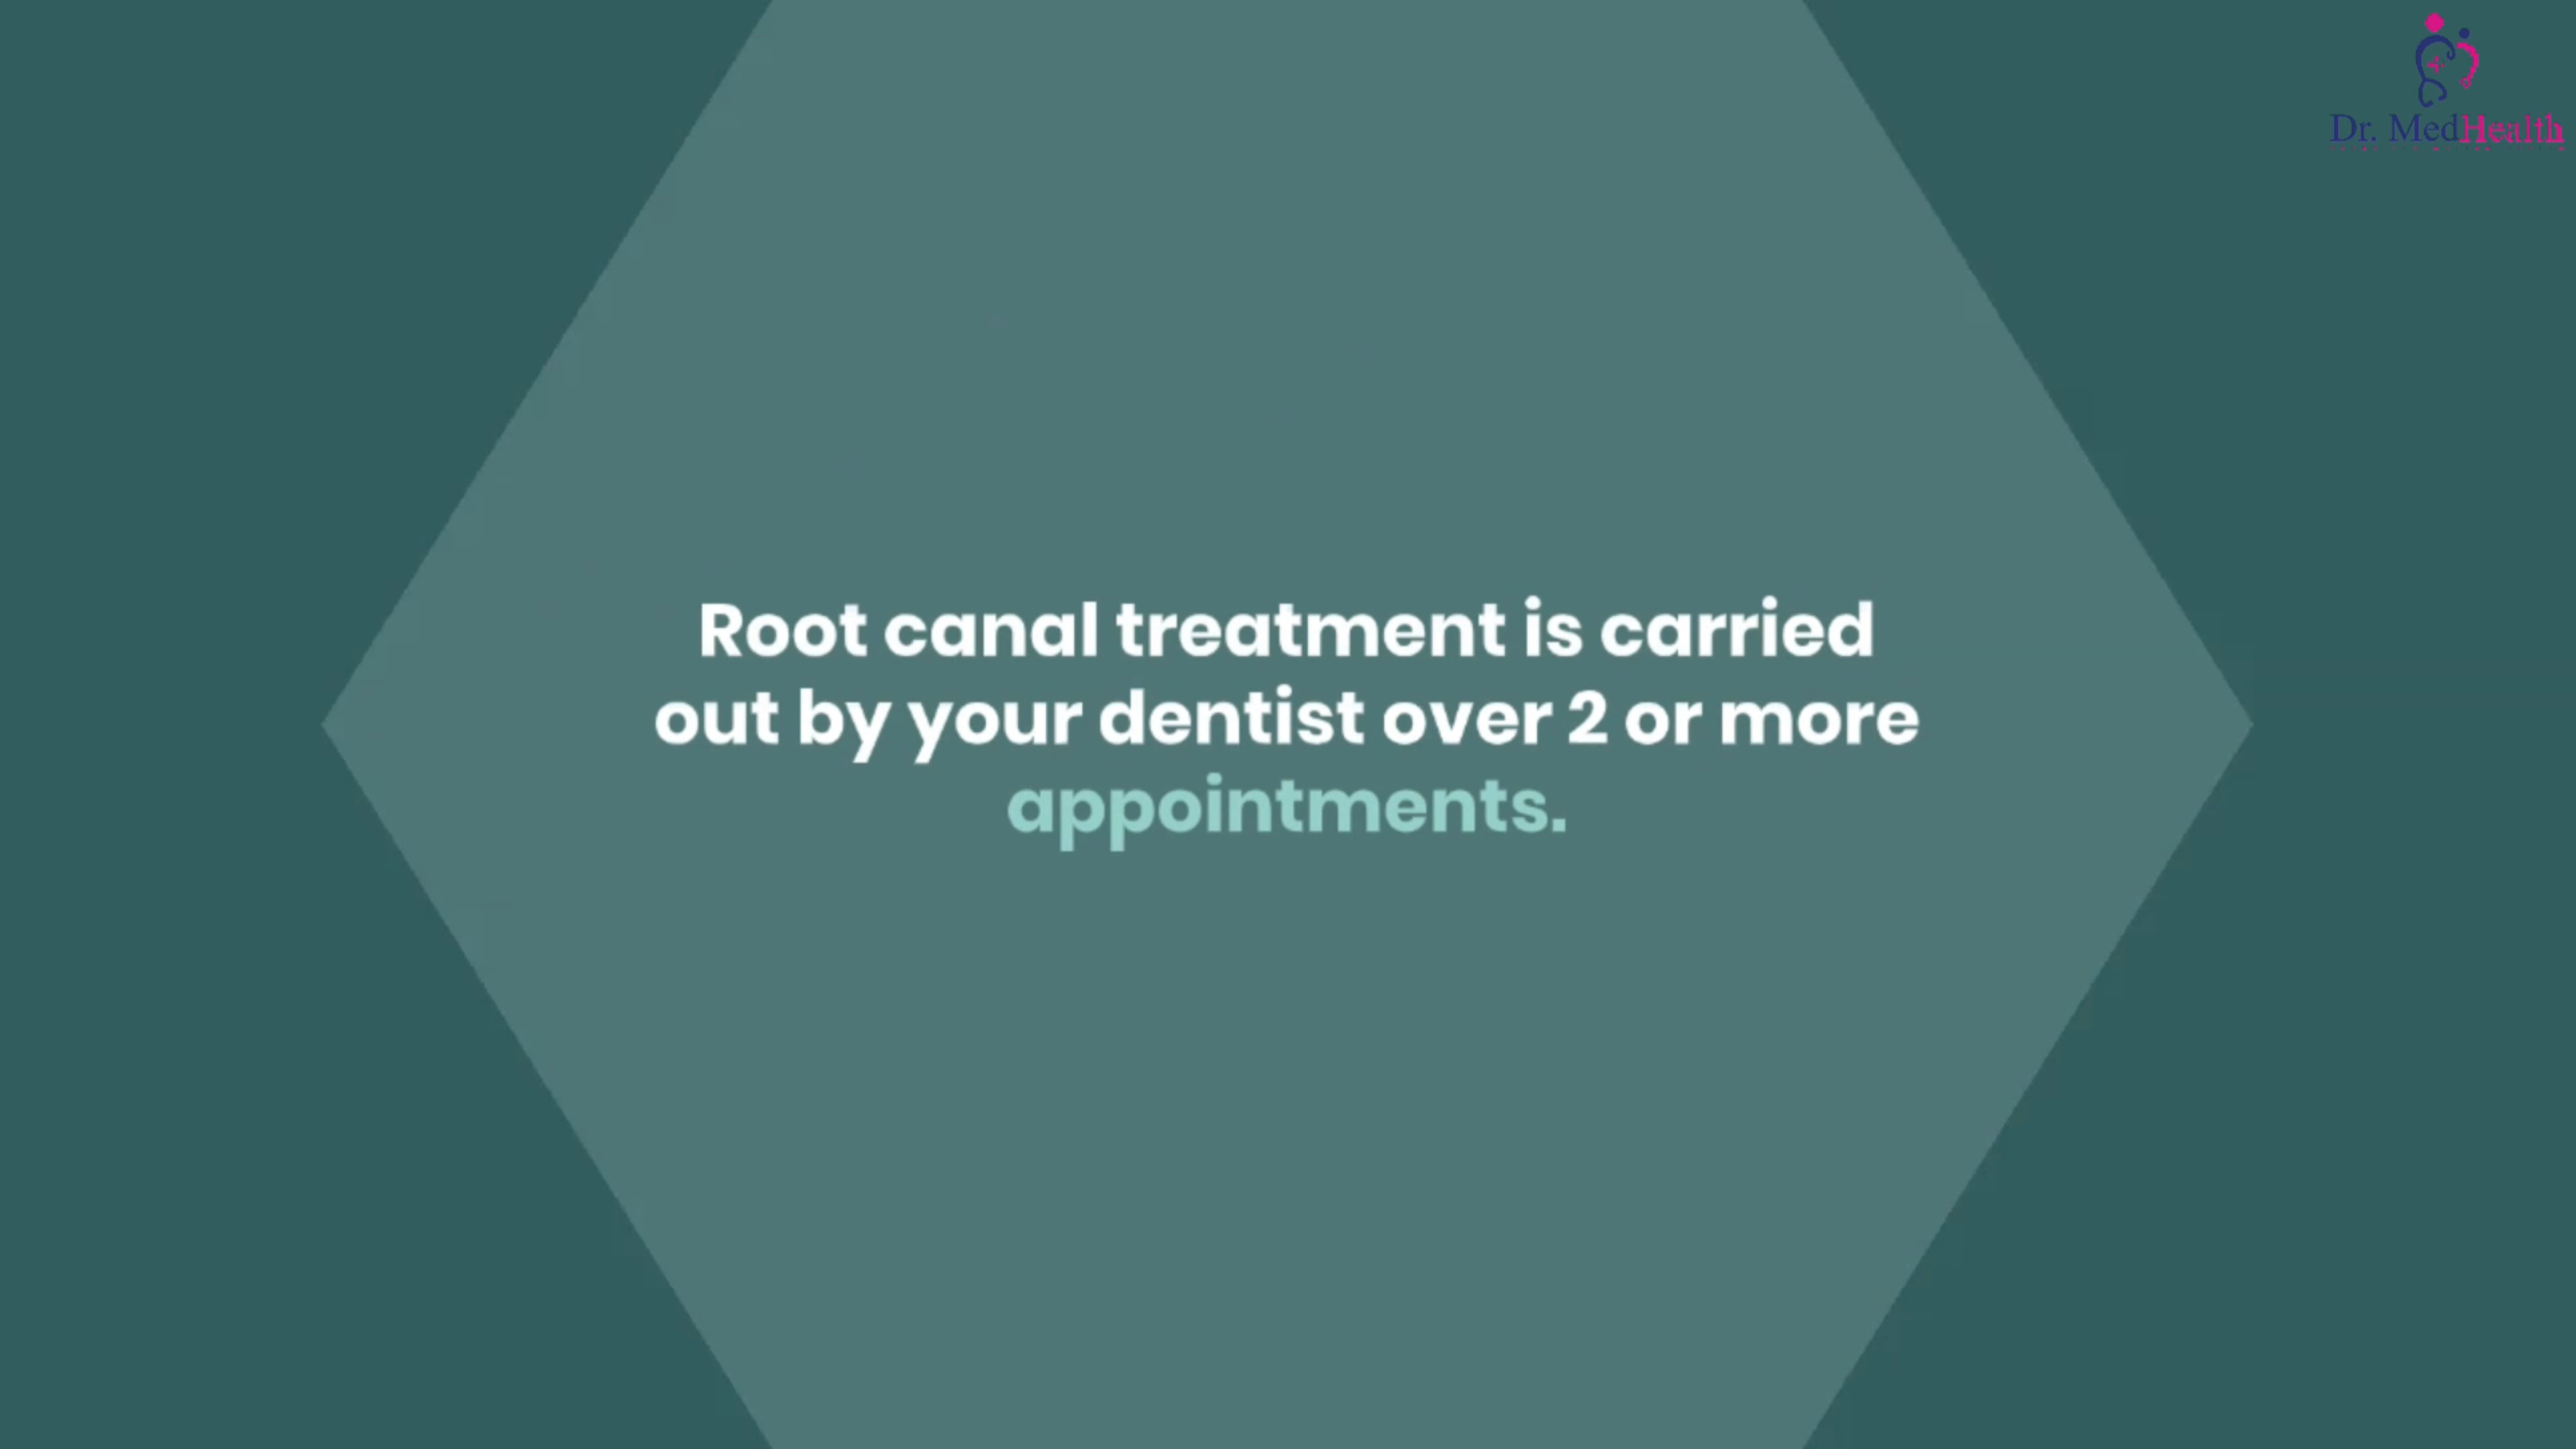 Dr. MedHealth
Root canal treatment is carried
out by your dentist over 2 or more
appointments.